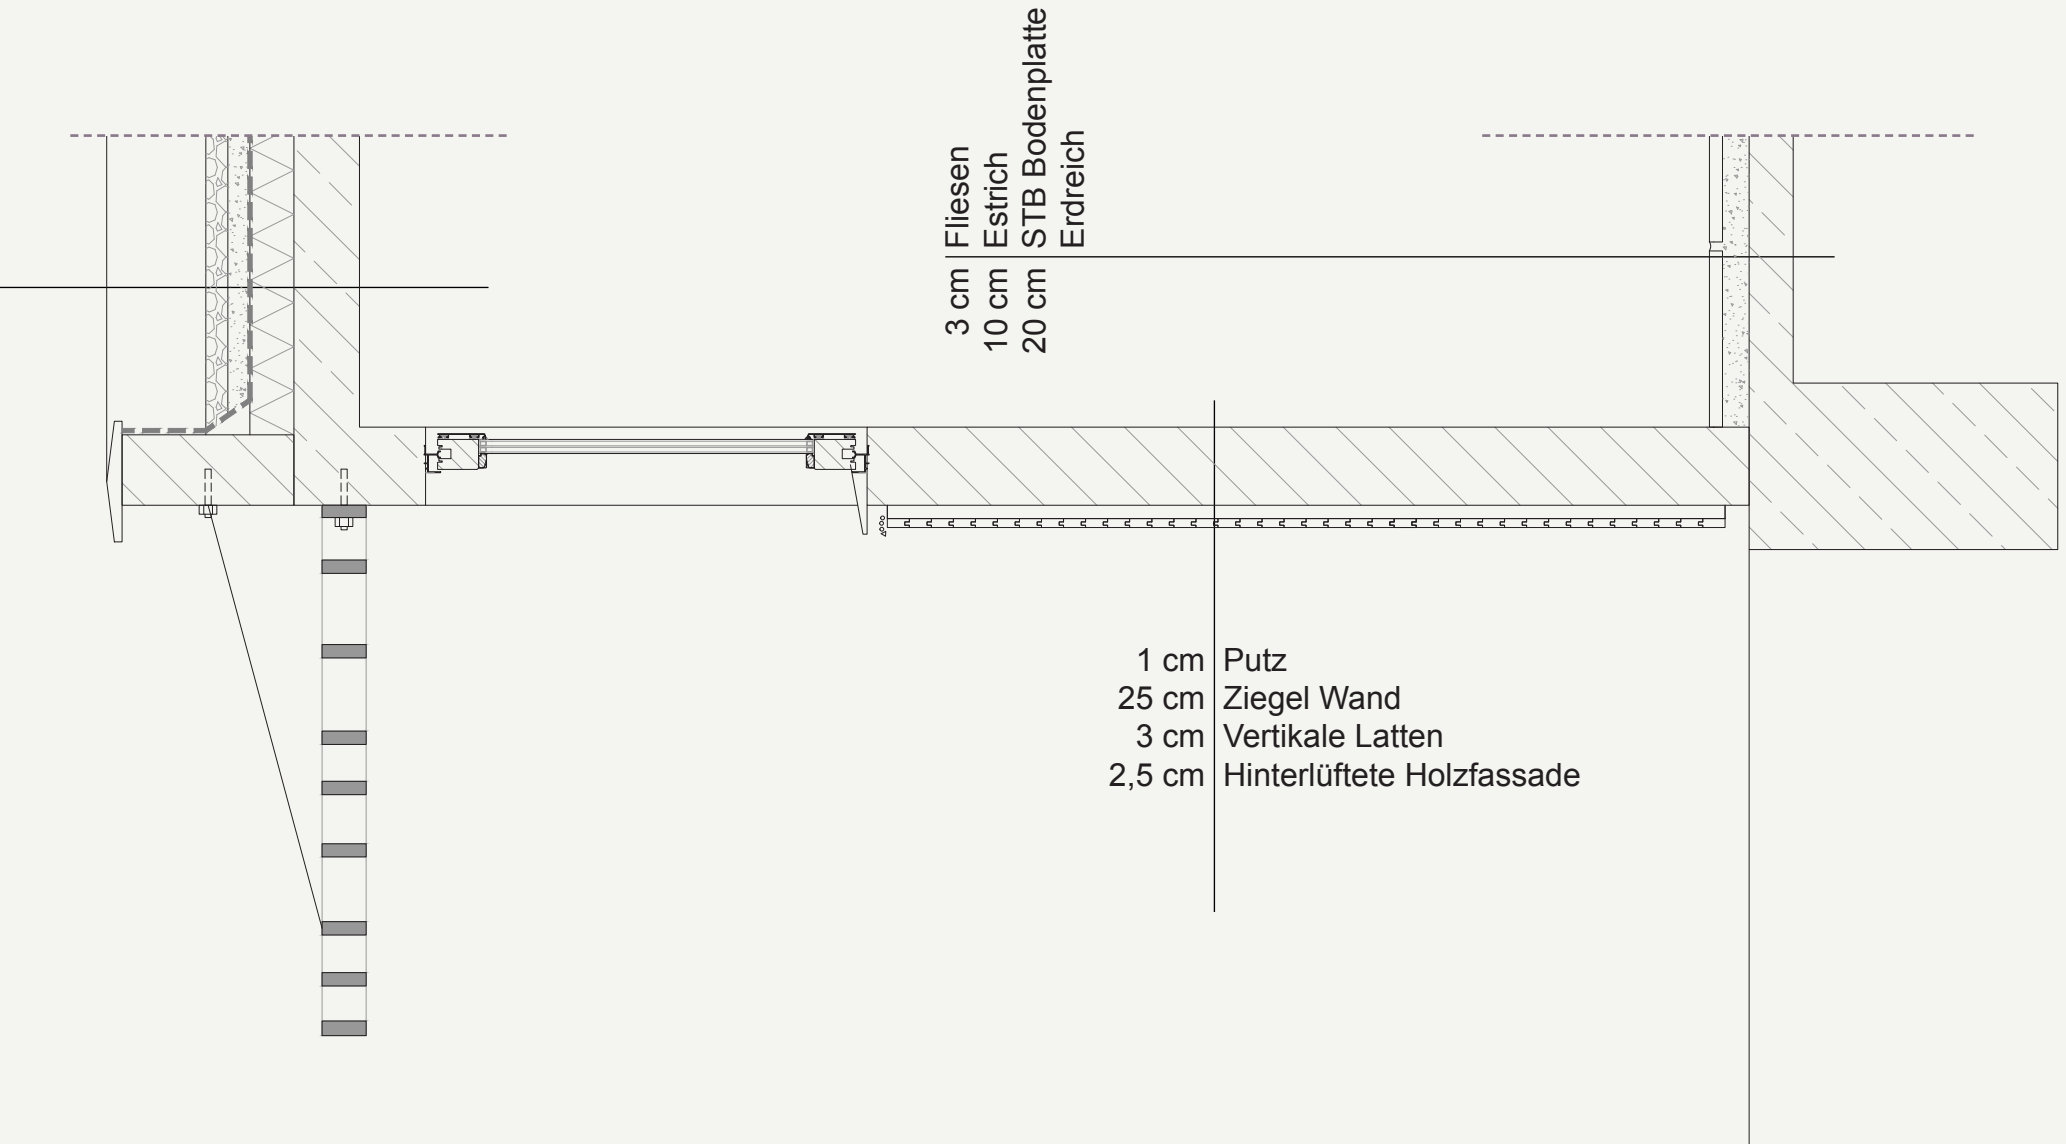 3 cm Fliesen
10 cm Estrich
20 cm STB Bodenplatte
Erdreich
1 cm Putz
25 cm Ziegel Wand
3 cm Vertikale Latten
2,5 cm Hinterlüftete Holzfassade